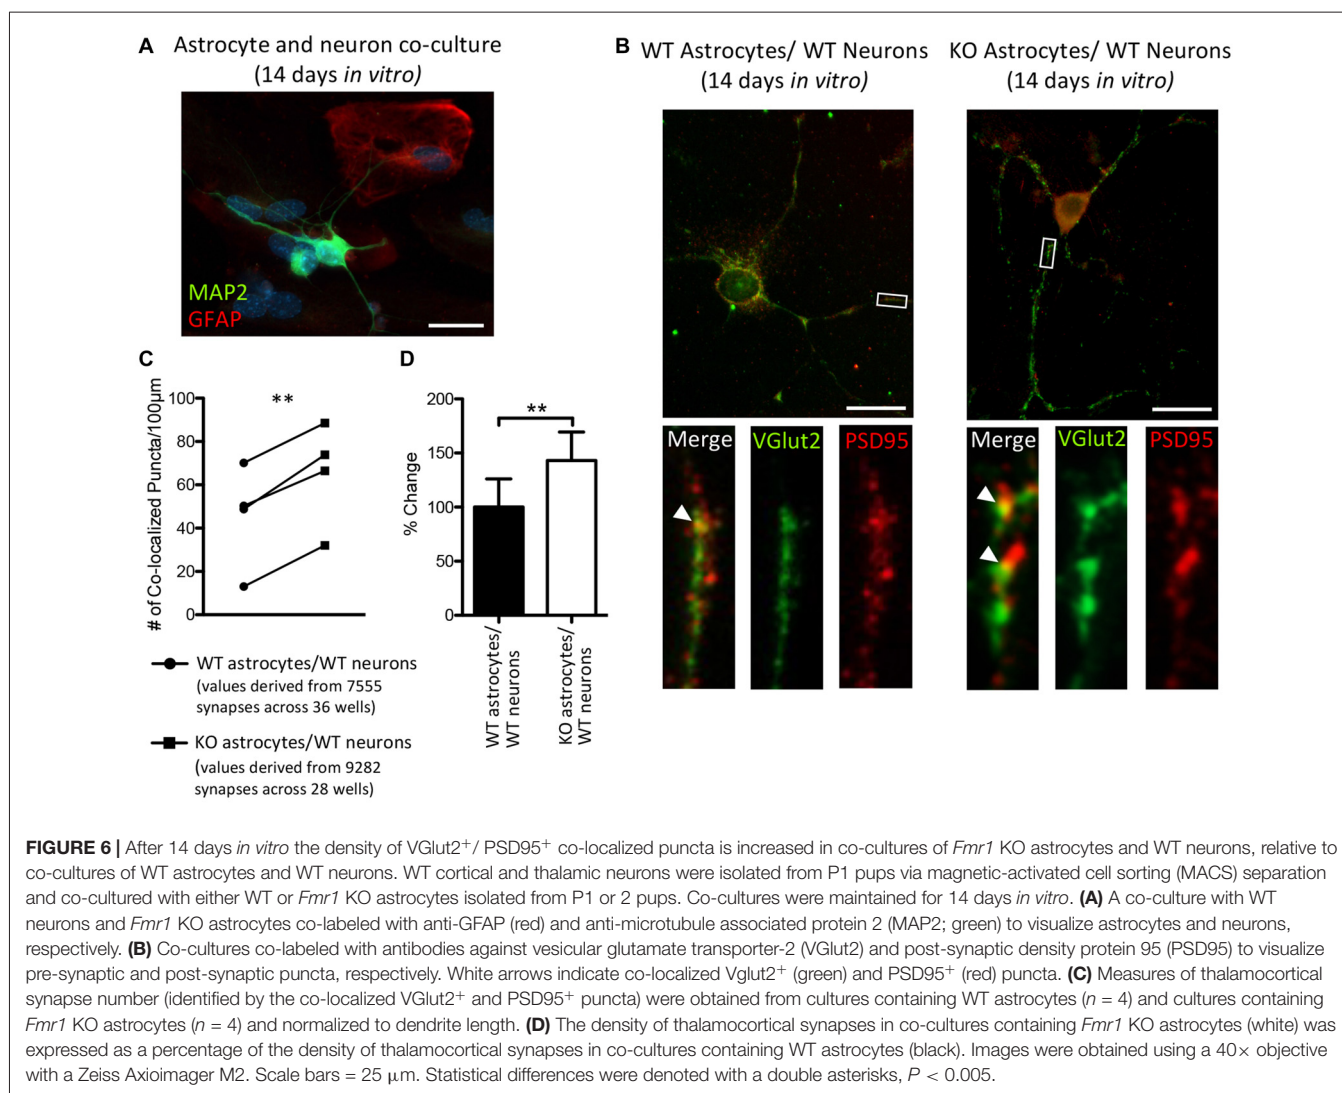 A
Astrocyte and neuron co-culture
(14 days in vitro)
MAP2
GFAP
B
WT Astrocytes/ WT Neurons
(14 days in vitro)
KO Astrocytes/ WT Neurons
(14 days in vitro)
Merge
VGlut2
PSD95
Merge
VGlut2
PSD95
C
# of Co-localized Puncta/100µm
100
80
60
40
20
0
**
WT astrocytes/WT neurons
(values derived from 7555
synapses across 36 wells)
KO astrocytes/WT neurons
(values derived from 9282
synapses across 28 wells)
D
% Change
200
150
100
50
0
**
WT astrocytes/
WT neurons
KO astrocytes/
WT neurons
FIGURE 6 | After 14 days in vitro the density of VGlut2+/ PSD95+ co-localized puncta is increased in co-cultures of Fmr1 KO astrocytes and WT neurons, relative to
co-cultures of WT astrocytes and WT neurons. WT cortical and thalamic neurons were isolated from P1 pups via magnetic-activated cell sorting (MACS) separation
and co-cultured with either WT or Fmr1 KO astrocytes isolated from P1 or 2 pups. Co-cultures were maintained for 14 days in vitro. (A) A co-culture with WT
neurons and Fmr1 KO astrocytes co-labeled with anti-GFAP (red) and anti-microtubule associated protein 2 (MAP2; green) to visualize astrocytes and neurons,
respectively. (B) Co-cultures co-labeled with antibodies against vesicular glutamate transporter-2 (VGlut2) and post-synaptic density protein 95 (PSD95) to visualize
pre-synaptic and post-synaptic puncta, respectively. White arrows indicate co-localized Vglut2+ (green) and PSD95+ (red) puncta. (C) Measures of thalamocortical
synapse number (identified by the co-localized VGlut2+ and PSD95+ puncta) were obtained from cultures containing WT astrocytes (n = 4) and cultures containing
Fmr1 KO astrocytes (n = 4) and normalized to dendrite length. (D) The density of thalamocortical synapses in co-cultures containing Fmr1 KO astrocytes (white) was
expressed as a percentage of the density of thalamocortical synapses in co-cultures containing WT astrocytes (black). Images were obtained using a 40× objective
with a Zeiss Axioimager M2. Scale bars = 25 µm. Statistical differences were denoted with a double asterisks, P < 0.005.